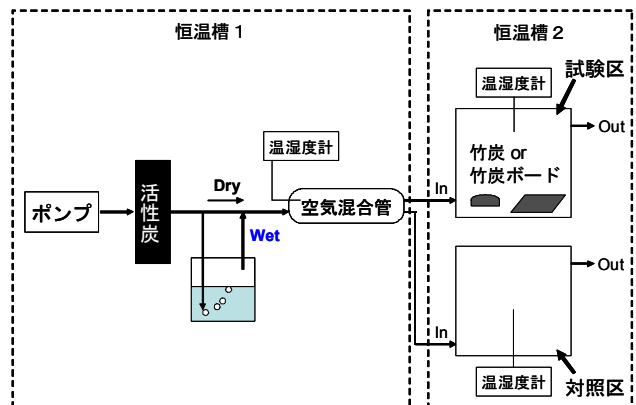 恒温槽1
恒温槽2
試験区
温湿度計
Out
温湿度計
竹炭 or
竹炭ボード
Dry
In
ポンプ
活性炭
空気混合管
Wet
Out
In
温湿度計
対照区